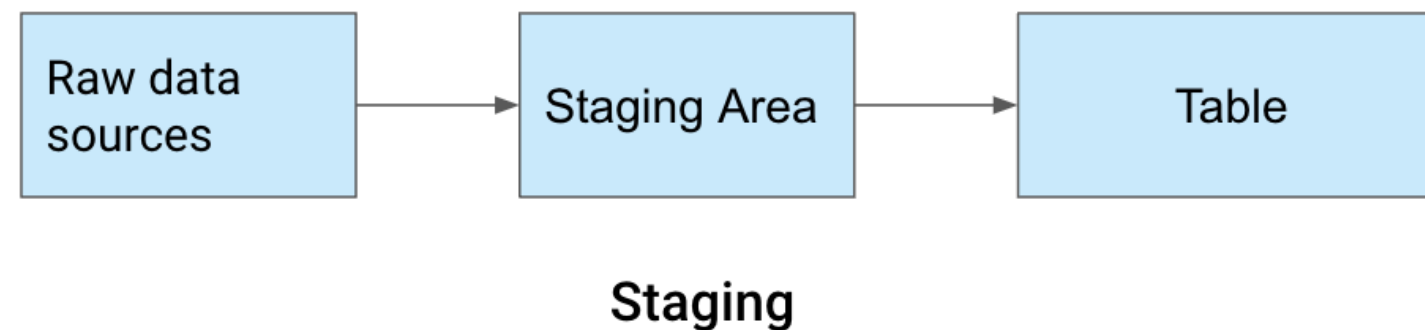 Raw data
sources
Staging Area
Table
Staging